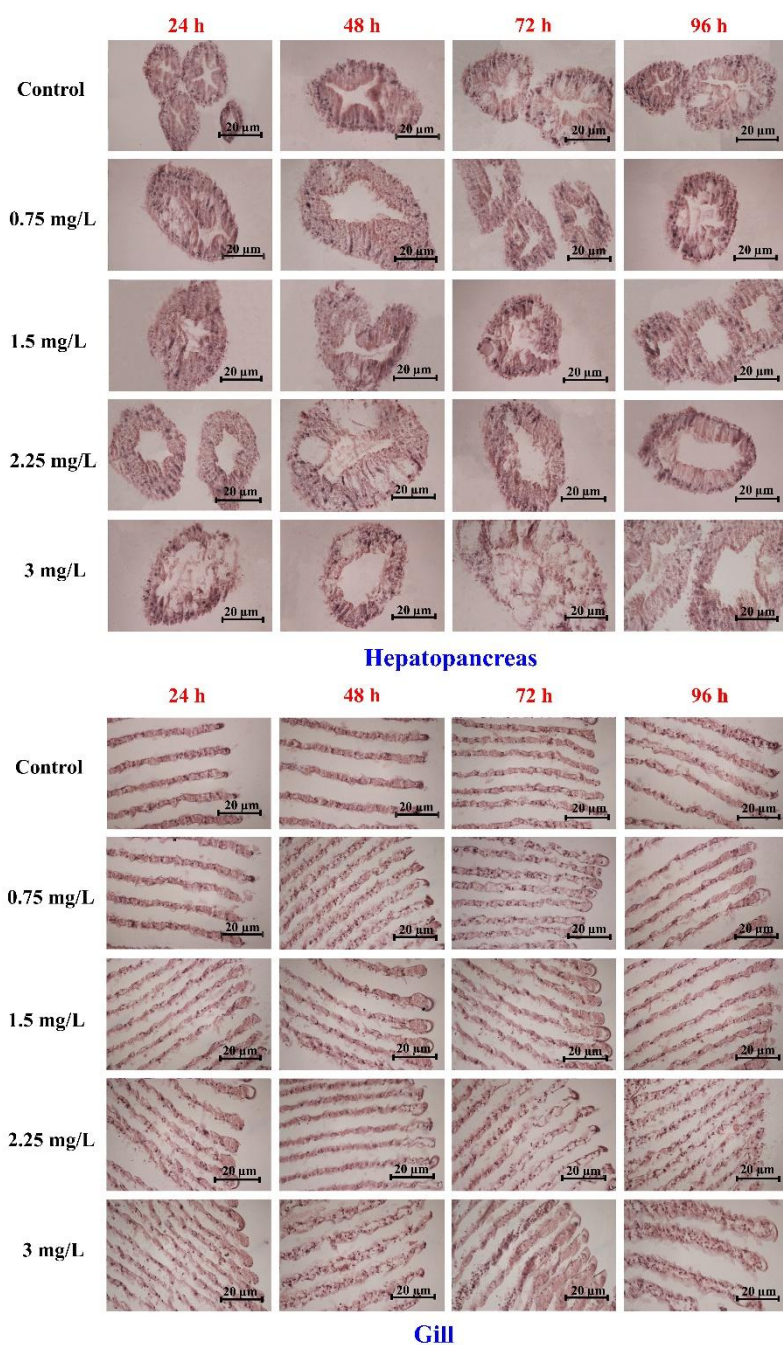 24 h 48 h 72 h 96 h
Control 20 µm 20 µm 20 µm 20 µm
0.75 mg/L 20 µm 20 µm 20 µm 20 µm
1.5 mg/L 20 µm 20 µm 20 µm 20 µm
2.25 mg/L 20 µm 20 µm 20 µm 20 µm
3 mg/L 20 µm 20 µm 20 µm 20 µm
Hepatopancreas
24 h 48 h 72 h 96 h
Control 20 µm 20 µm 20 µm 20 µm
0.75 mg/L 20 µm 20 µm 20 µm 20 µm
1.5 mg/L 20 µm 20 µm 20 µm 20 µm
2.25 mg/L 20 µm 20 µm 20 µm 20 µm
3 mg/L 20 µm 20 µm 20 µm 20 µm
Gill